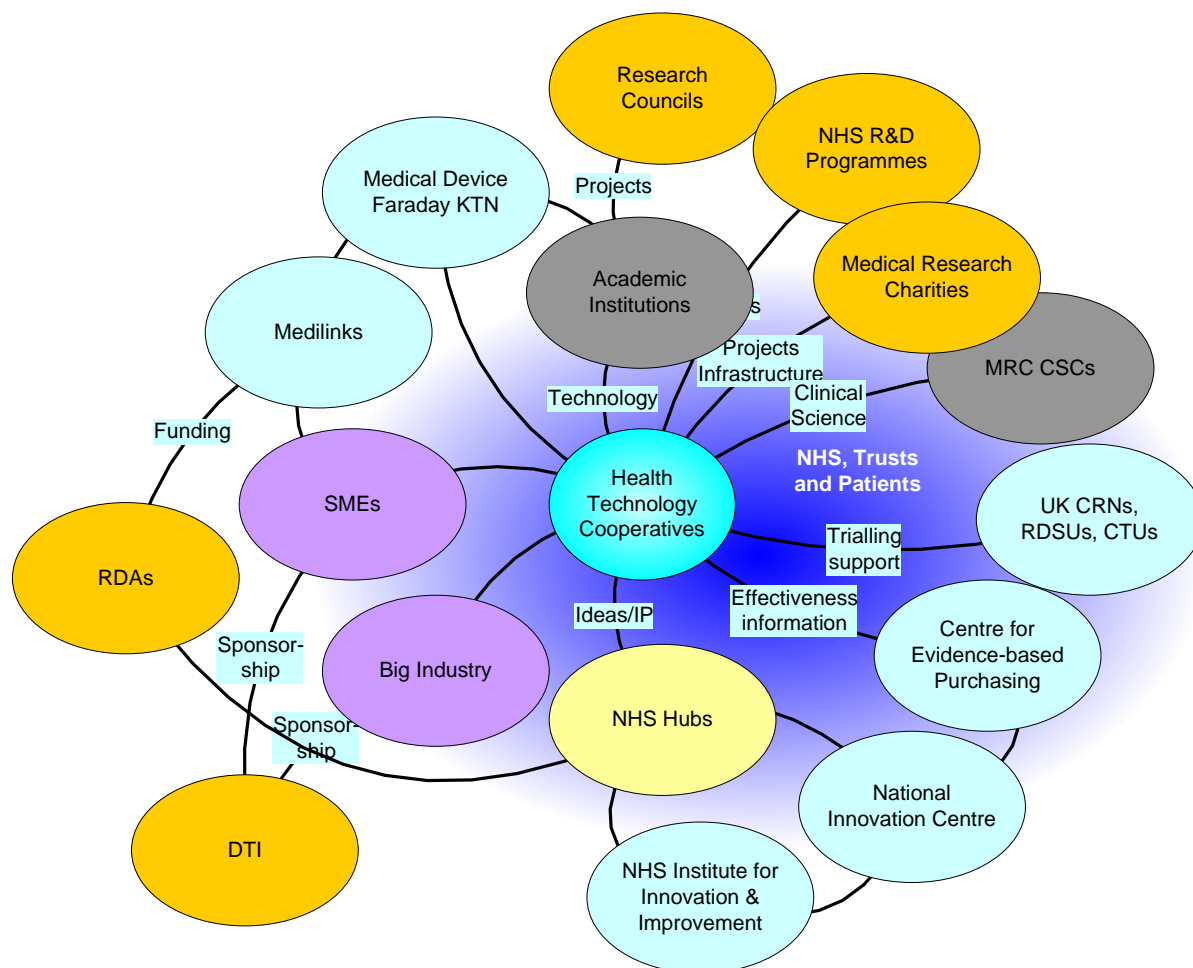 Research
Councils
NHS R&D
Programmes
Medical Device
Faraday KTN
Projects
Academic
Institutions
Medical Research
Charities
Medilinks
Projects
Infrastructure
MRC CSCs
Technology
Clinical
Science
Funding
NHS, Trusts
and Patients
SMEs
Health
Technology
Cooperatives
UK CRNs,
RDSUs, CTUs
Trialling
support
RDAs
Ideas/IP
Effectiveness
information
Sponsor-
ship
Big Industry
Centre for
Evidence-based
Purchasing
NHS Hubs
Sponsor-
ship
National
Innovation Centre
DTI
NHS Institute for
Innovation &
Improvement